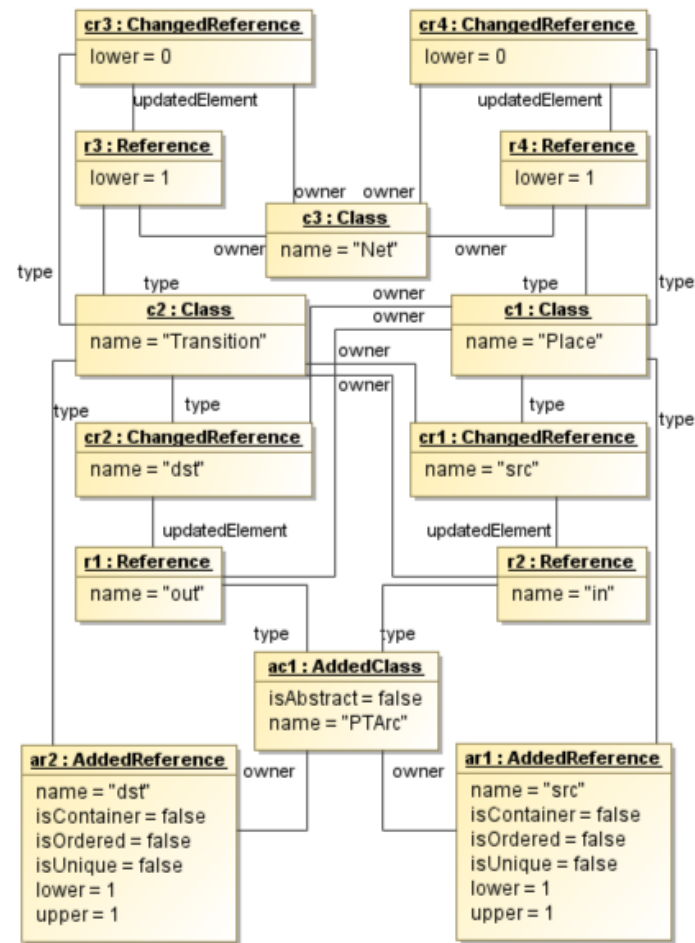 cr3 : ChangedReference
lower = 0
cr4 : ChangedReference
lower = 0
updatedElement
updatedElement
r3 : Reference
lower = 1
r4 : Reference
lower = 1
owner
owner
c3 : Class
name = "Net"
owner
owner
type
type
type
type
owner
c2 : Class
name = "Transition"
c1 : Class
name = "Place"
owner
owner
owner
type
type
type
type
cr2 : ChangedReference
name = "dst"
cr1 : ChangedReference
name = "src"
updatedElement
updatedElement
r1 : Reference
name = "out"
r2 : Reference
name = "in"
type
type
ac1 : AddedClass
isAbstract = false
name = "PTArc"
owner
owner
ar2 : AddedReference
name = "dst"
isContainer = false
isOrdered = false
isUnique = false
lower = 1
upper = 1
ar1 : AddedReference
name = "src"
isContainer = false
isOrdered = false
isUnique = false
lower = 1
upper = 1